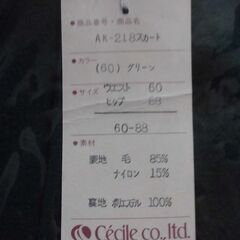 ●商品番号・商品名
AK-218スカート
●カラー
(60) グリーン
●サイズ ウエスト 60
ヒップ 88
60-88
●素材
表地 毛 85%
ナイロン 15%
裏地 ポリエステル 100%
Cécile co., ltd.